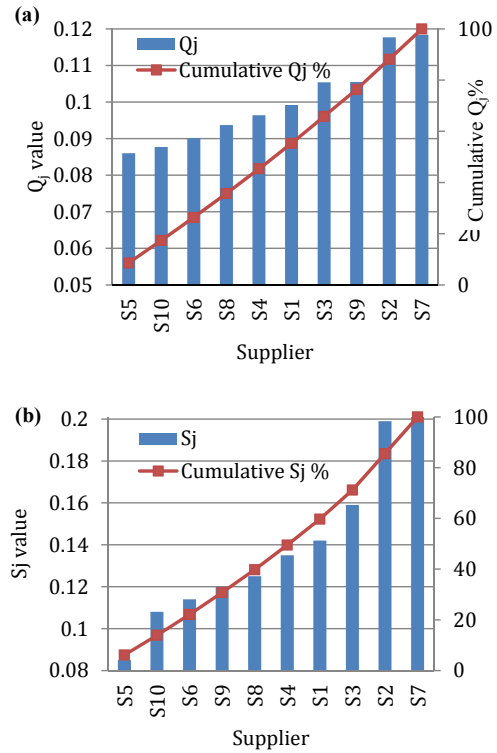 (a)
0.12
0.11
0.1
0.09
0.08
0.07
0.06
0.05
Qj value
Qj
Cumulative Qj %
100
20
0
Cumulative Qj%
S5 S10 S6 S8 S4 S1 S3 S9 S2 S7
Supplier
(b)
0.2
0.18
0.16
0.14
0.12
0.1
0.08
Sj value
Sj
Cumulative Sj %
100
80
60
40
20
0
S5 S10 S6 S9 S8 S4 S1 S3 S2 S7
Supplier